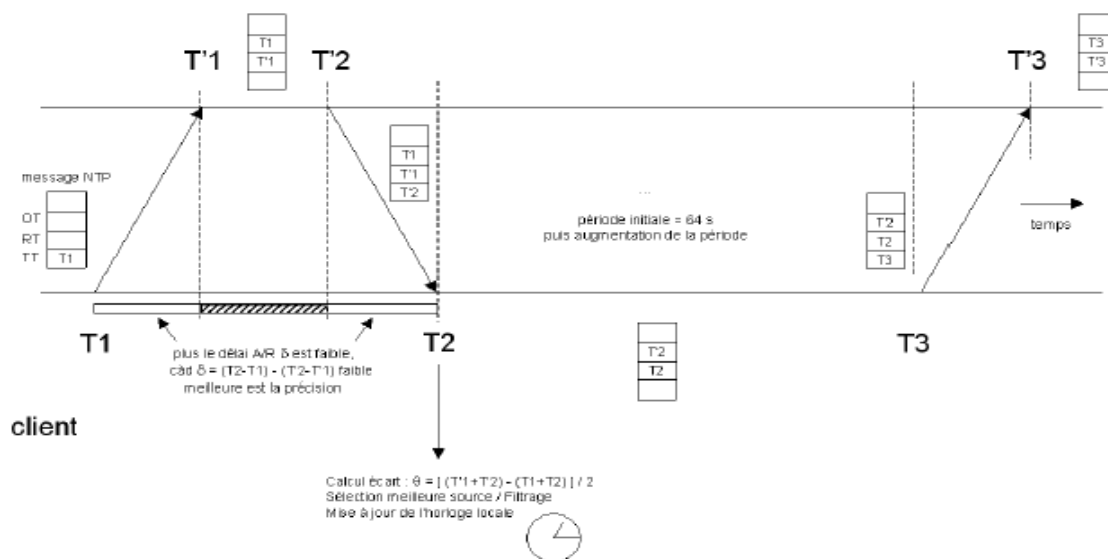 T1
T'1
T'1
T'2
T'3
T3
T'3
message NTP
OT
RT
TT
T1
T1
T'1
T'2
...
période initiale = 64 s
puis augmentation de la période
T'2
T2
T3
temps
T1
T2
T3
plus le délai A/R δ est faible,
càd δ = (T2-T1) - (T'2-T'1) faible
meilleure est la précision
T'2
T2
client
Calcul écart : θ = [ (T'1+T'2) - (T1+T2) ] / 2
Sélection meilleure source / Filtrage
Mise à jour de l'horloge locale